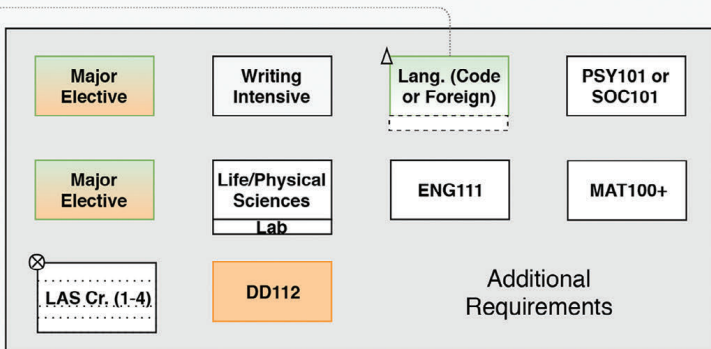 Major
Elective
Writing
Intensive
Lang. (Code
or Foreign)
PSY101 or
SOC101
Major
Elective
Life/Physical
Sciences
Lab
ENG111
MAT100+
LAS Cr. (1-4)
DD112
Additional
Requirements